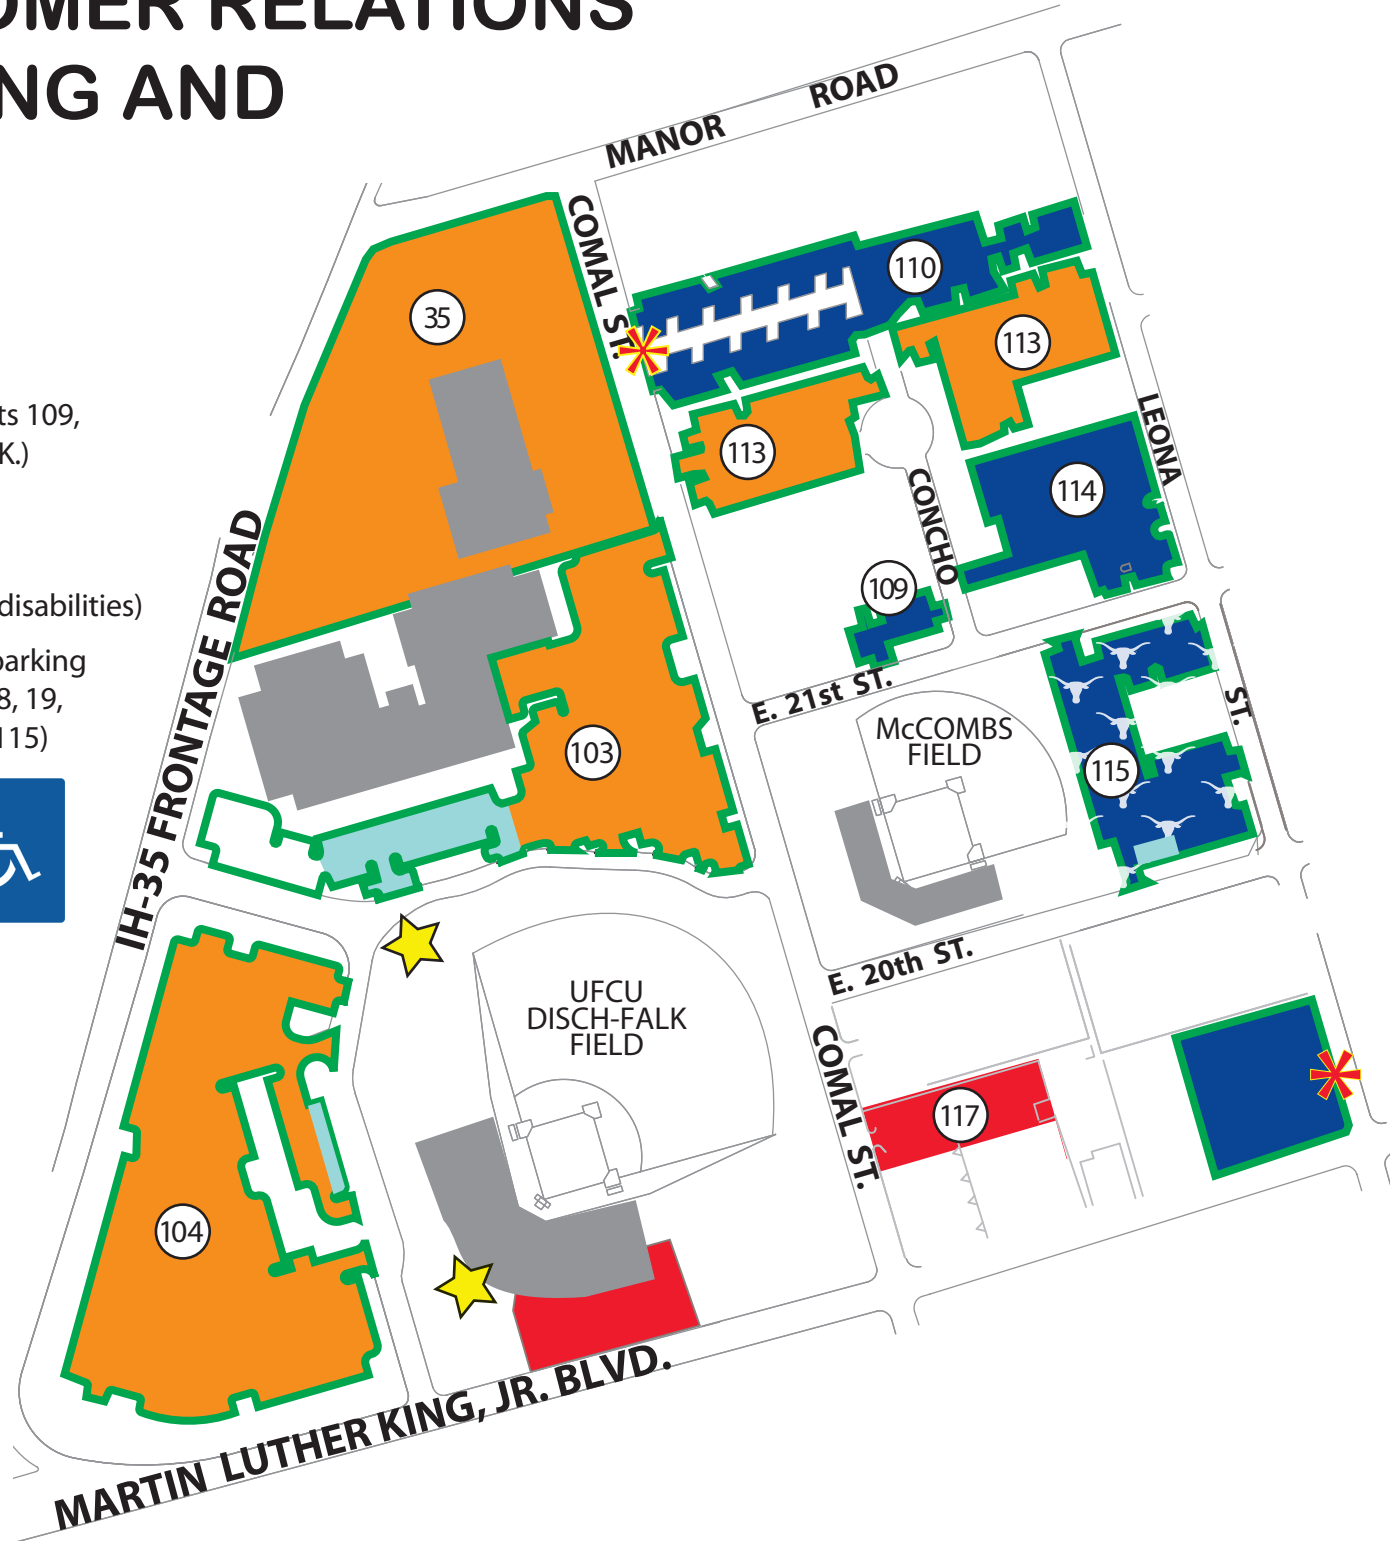 OMER RELATIONS
NG AND
MANOR ROAD
COMAL ST.
35
110
113
113
114
LEONA
ST.
CONCHO
109
ts 109,
K.)
disabilities)
parking
8, 19,
115)
IH-35 FRONTAGE ROAD
103
E. 21st ST.
McCOMBS
FIELD
115
E. 20th ST.
UFCU
DISCH-FALK
FIELD
COMAL ST.
117
104
MARTIN LUTHER KING, JR. BLVD.